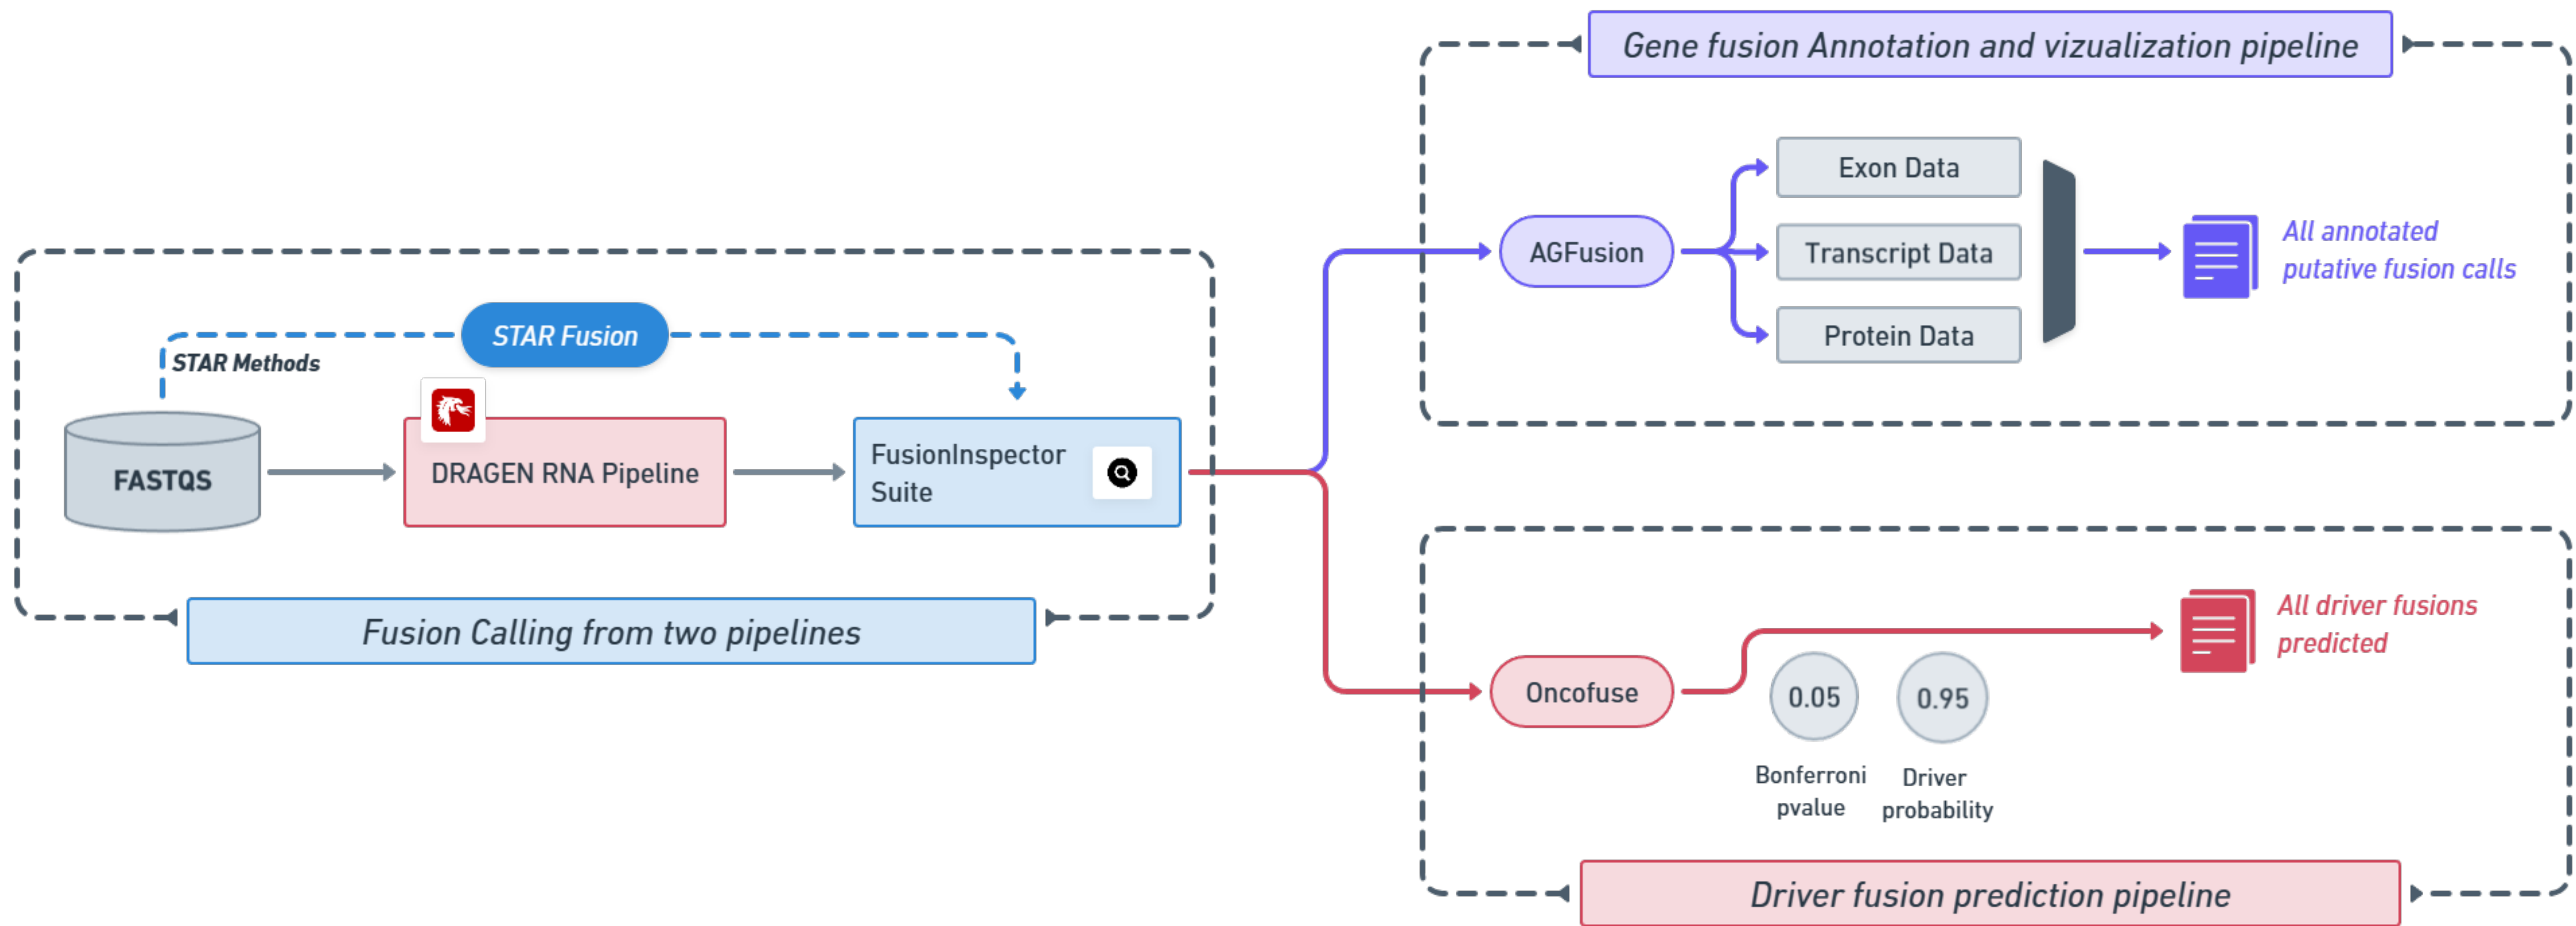 Gene fusion Annotation and vizualization pipeline
Exon Data
AGFusion
Transcript Data
Protein Data
All annotated
putative fusion calls
STAR Fusion
STAR Methods
FASTQS
DRAGEN RNA Pipeline
FusionInspector
Suite
Fusion Calling from two pipelines
Oncofuse
0.05
0.95
Bonferroni
pvalue
Driver
probability
All driver fusions
predicted
Driver fusion prediction pipeline